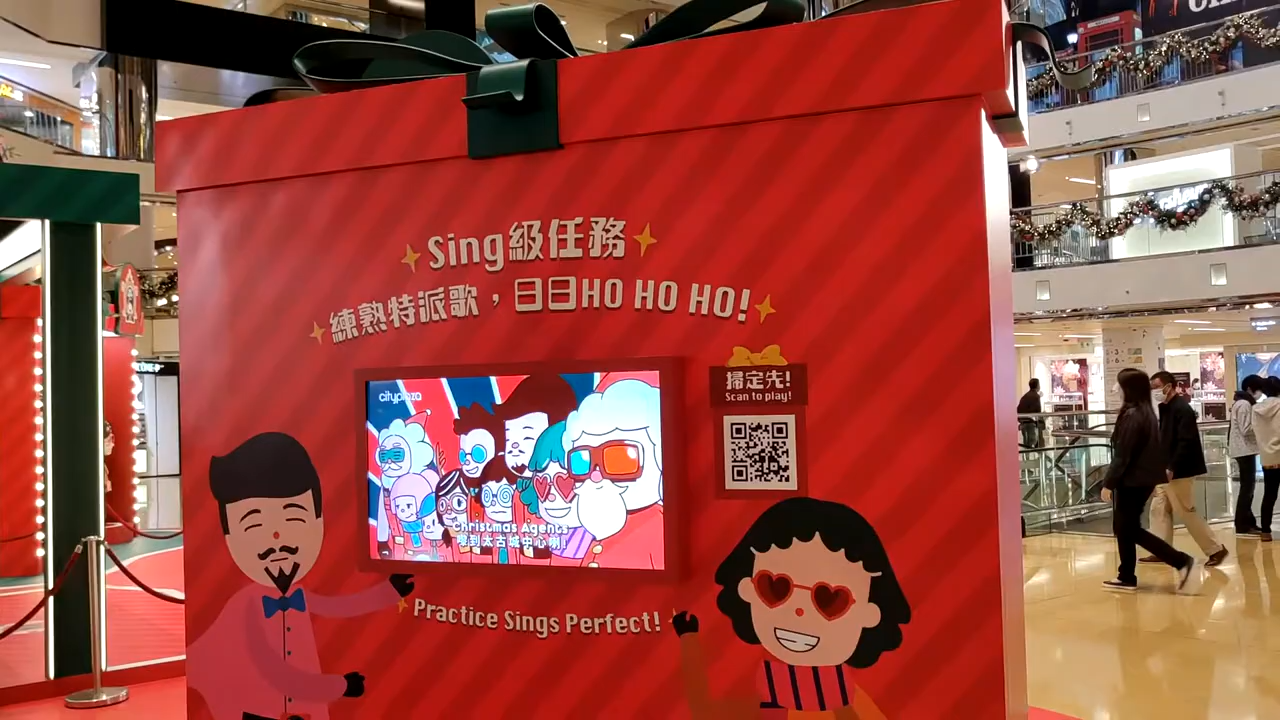 Sing級任務
練熟特派歌，日日HO HO HO!
掃定先!
Scan to play!
cityplaza
Christmas Agents
嚟到太古城中心喇!
Practice Sings Perfect!